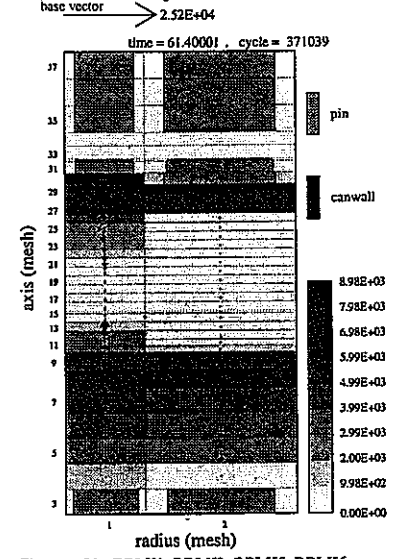 base vector
2.52E+04
time = 61.40001 , cycle = 371039
37
35
33
31
29
27
25
23
21
19
17
15
13
11
9
7
5
3
axis (mesh)
1
2
radius (mesh)
pin
canwall
8.98E+03
7.98E+03
6.98E+03
5.99E+03
4.99E+03
3.99E+03
2.99E+03
2.00E+03
9.98E+02
0.00E+00